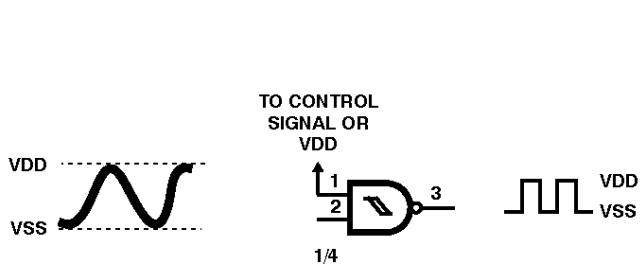 TO CONTROL
SIGNAL OR
VDD
VDD
VSS
1
2
3
1/4
VDD
VSS